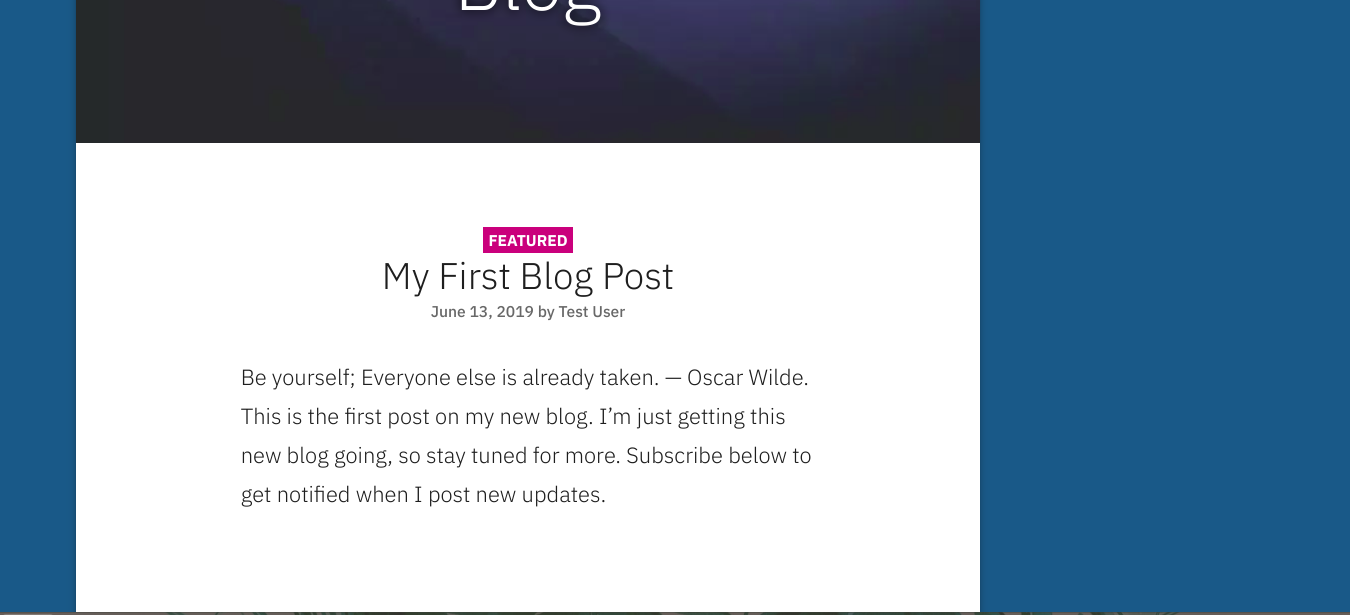 Blog
FEATURED
My First Blog Post
June 13, 2019 by Test User
Be yourself; Everyone else is already taken. — Oscar Wilde.
This is the first post on my new blog. I’m just getting this
new blog going, so stay tuned for more. Subscribe below to
get notified when I post new updates.